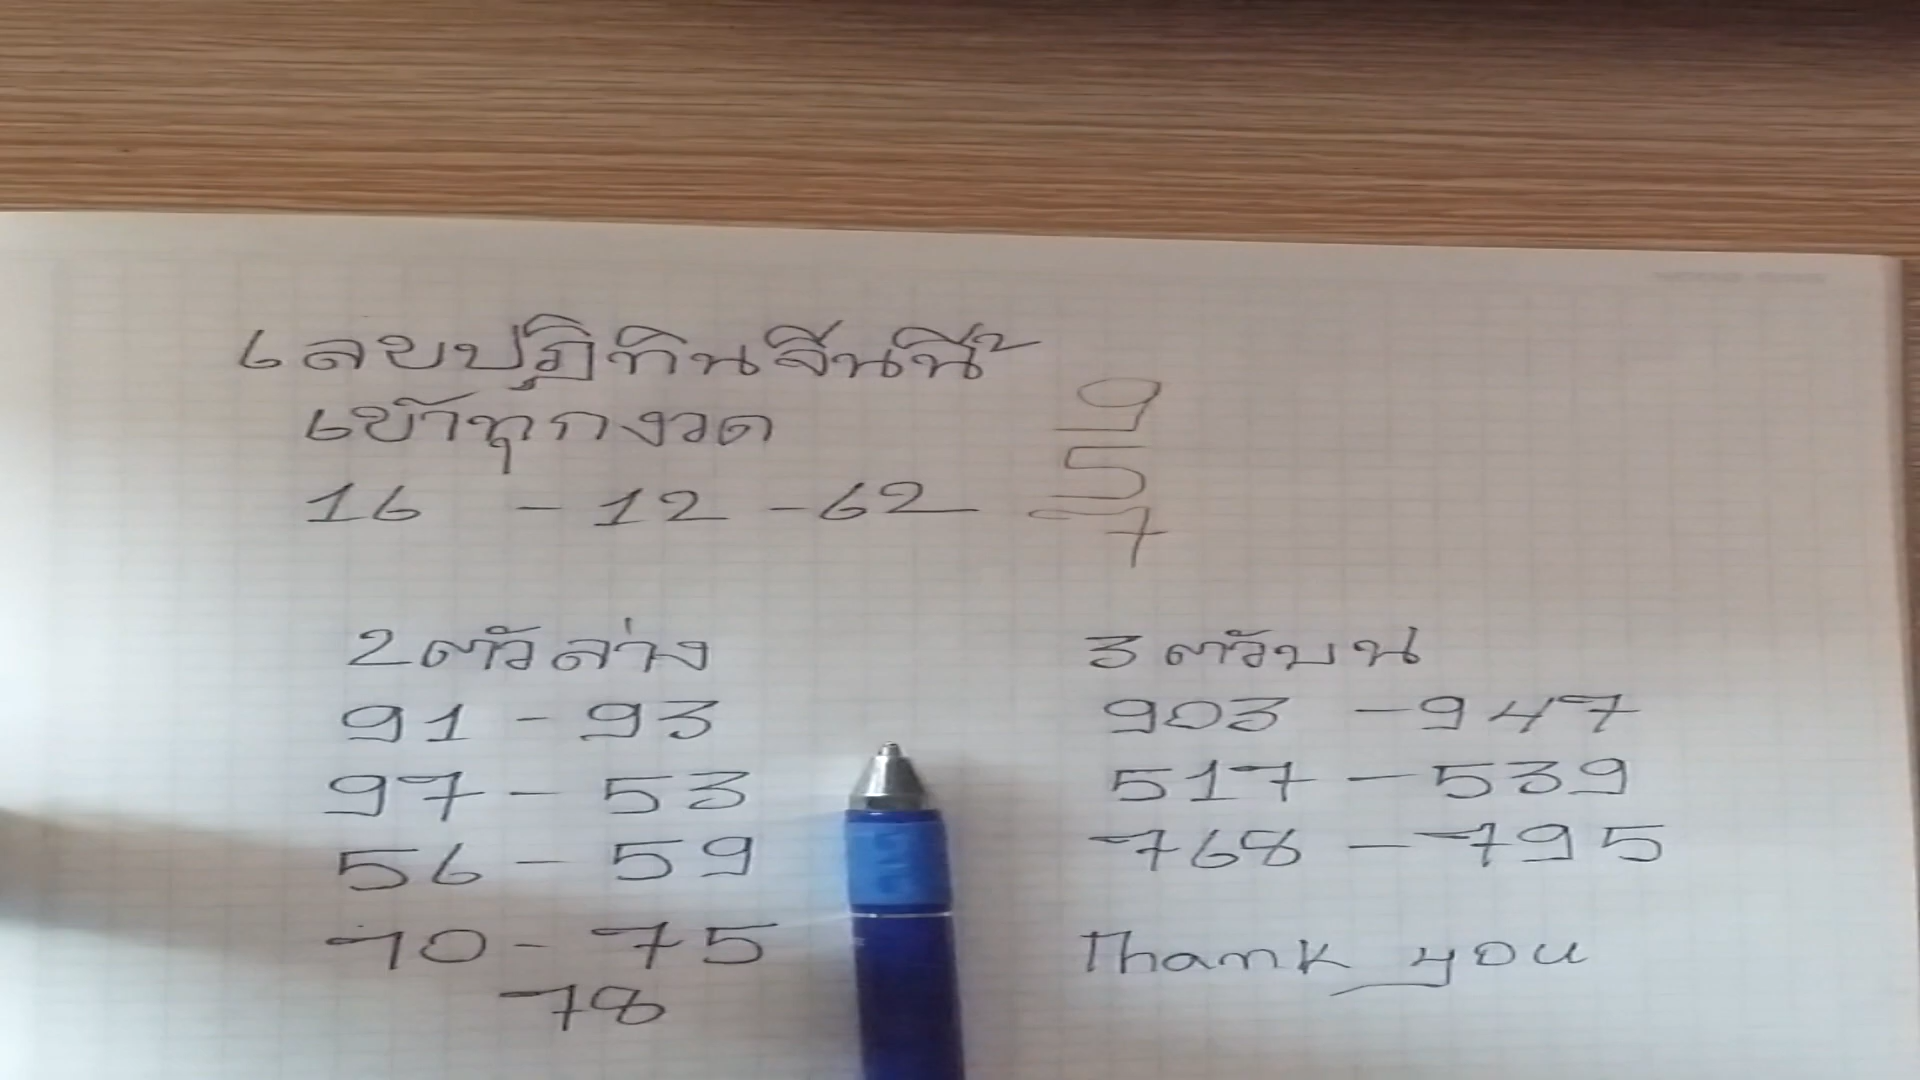 เลขปฏิทินจีนนี้
เข้าทุกงวด
16 - 12 - 62
9
5
7
2 ตัวล่าง
91 - 93
97 - 53
56 - 59
70 - 75
78
3 ตัวบน
903 - 947
517 - 539
768 - 795
Thank you